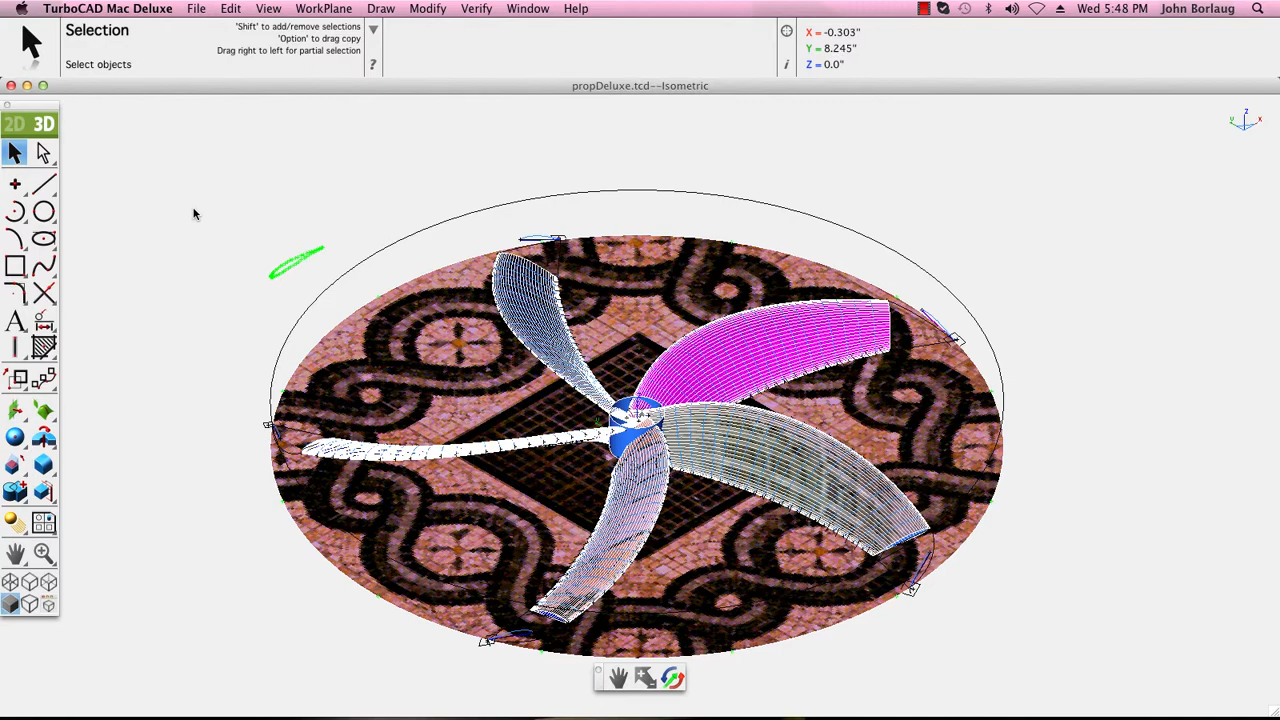 TurboCAD Mac Deluxe File Edit View WorkPlane Draw Modify Verify Window Help Wed 5:48 PM John Borlaug
Selection
'Shift' to add/remove selections
'Option' to drag copy
Drag right to left for partial selection
Select objects
?
i
X = -0.303"
Y = 8.245"
Z = 0.0"
propDeluxe.tcd--Isometric
2D 3D
A
z
y x